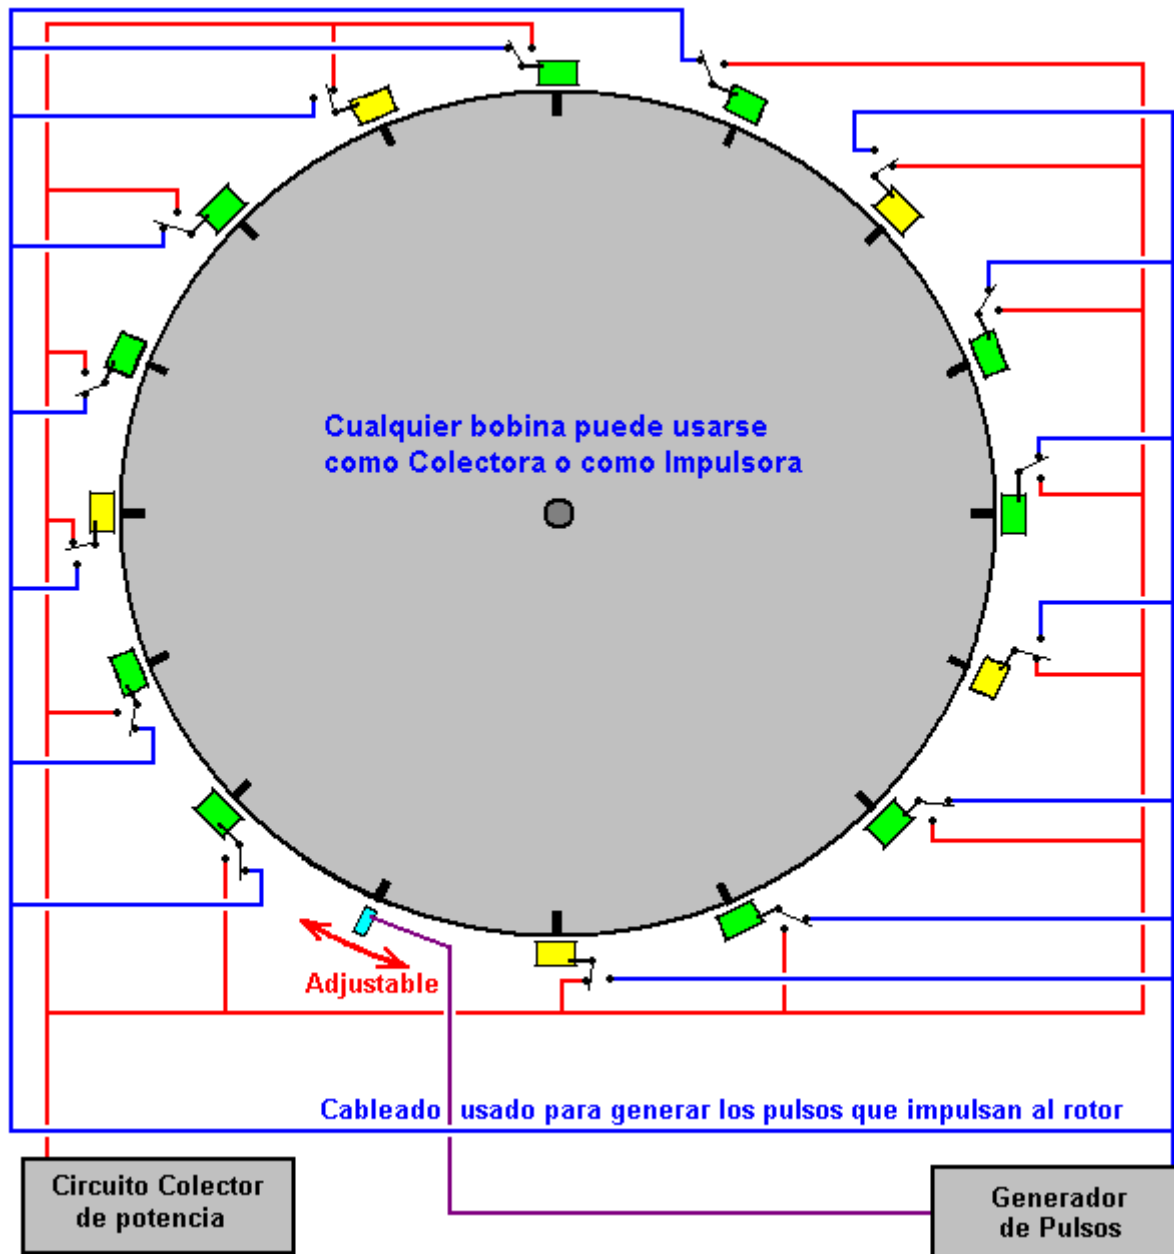 Cualquier bobina puede usarse
como Colectora o como Impulsora
Adjustable
Cableado usado para generar los pulsos que impulsan al rotor
Circuito Colector
de potencia
Generador
de Pulsos